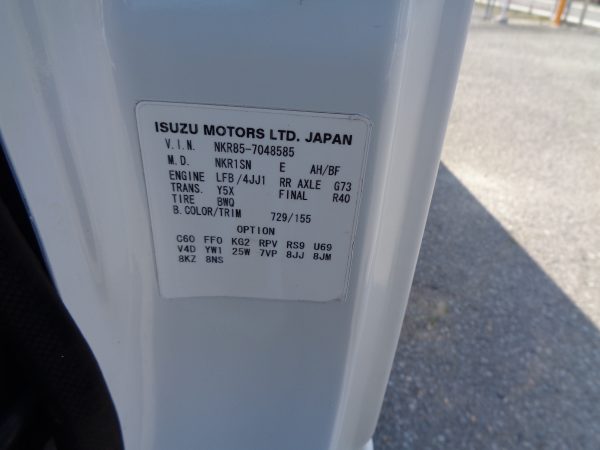 ISUZU MOTORS LTD. JAPAN
V.I.N. NKR85-7048585
M.D. NKR1SN E AH/BF
ENGINE LFB/4JJ1 RR AXLE G73
TRANS. Y5X FINAL R40
TIRE BWQ
B.COLOR/TRIM 729/155
OPTION
C60 FF0 KG2 RPV RS9 U69
V4D YW1 25W 7VP 8JJ 8JM
8KZ 8NS